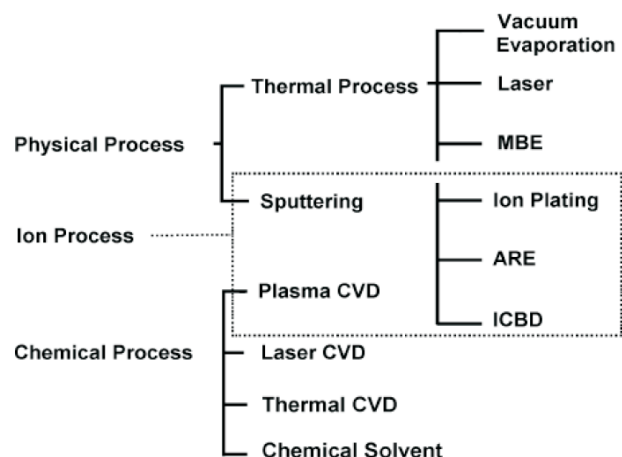 Vacuum
Evaporation
Thermal Process
Laser
Physical Process
MBE
Sputtering
Ion Plating
Ion Process
ARE
Plasma CVD
ICBD
Chemical Process
Laser CVD
Thermal CVD
Chemical Solvent